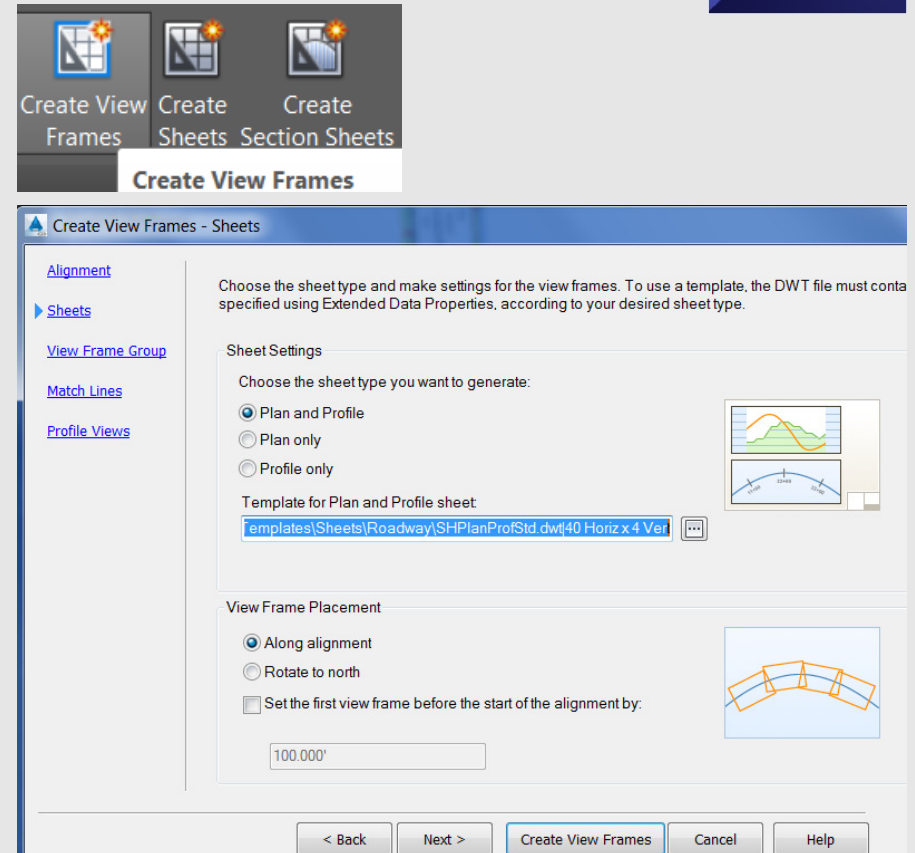 Create View Frames
Create Sheets
Create Section Sheets
Create View Frames
Create View Frames - Sheets
Alignment
Sheets
View Frame Group
Match Lines
Profile Views
Choose the sheet type and make settings for the view frames. To use a template, the DWT file must conta
specified using Extended Data Properties, according to your desired sheet type.
Sheet Settings
Choose the sheet type you want to generate:
Plan and Profile
Plan only
Profile only
Template for Plan and Profile sheet:
Templates\Sheets\Roadway\SHPlanProfStd.dwt|40 Horiz x 4 Ver
View Frame Placement
Along alignment
Rotate to north
Set the first view frame before the start of the alignment by:
100.000'
< Back
Next >
Create View Frames
Cancel
Help